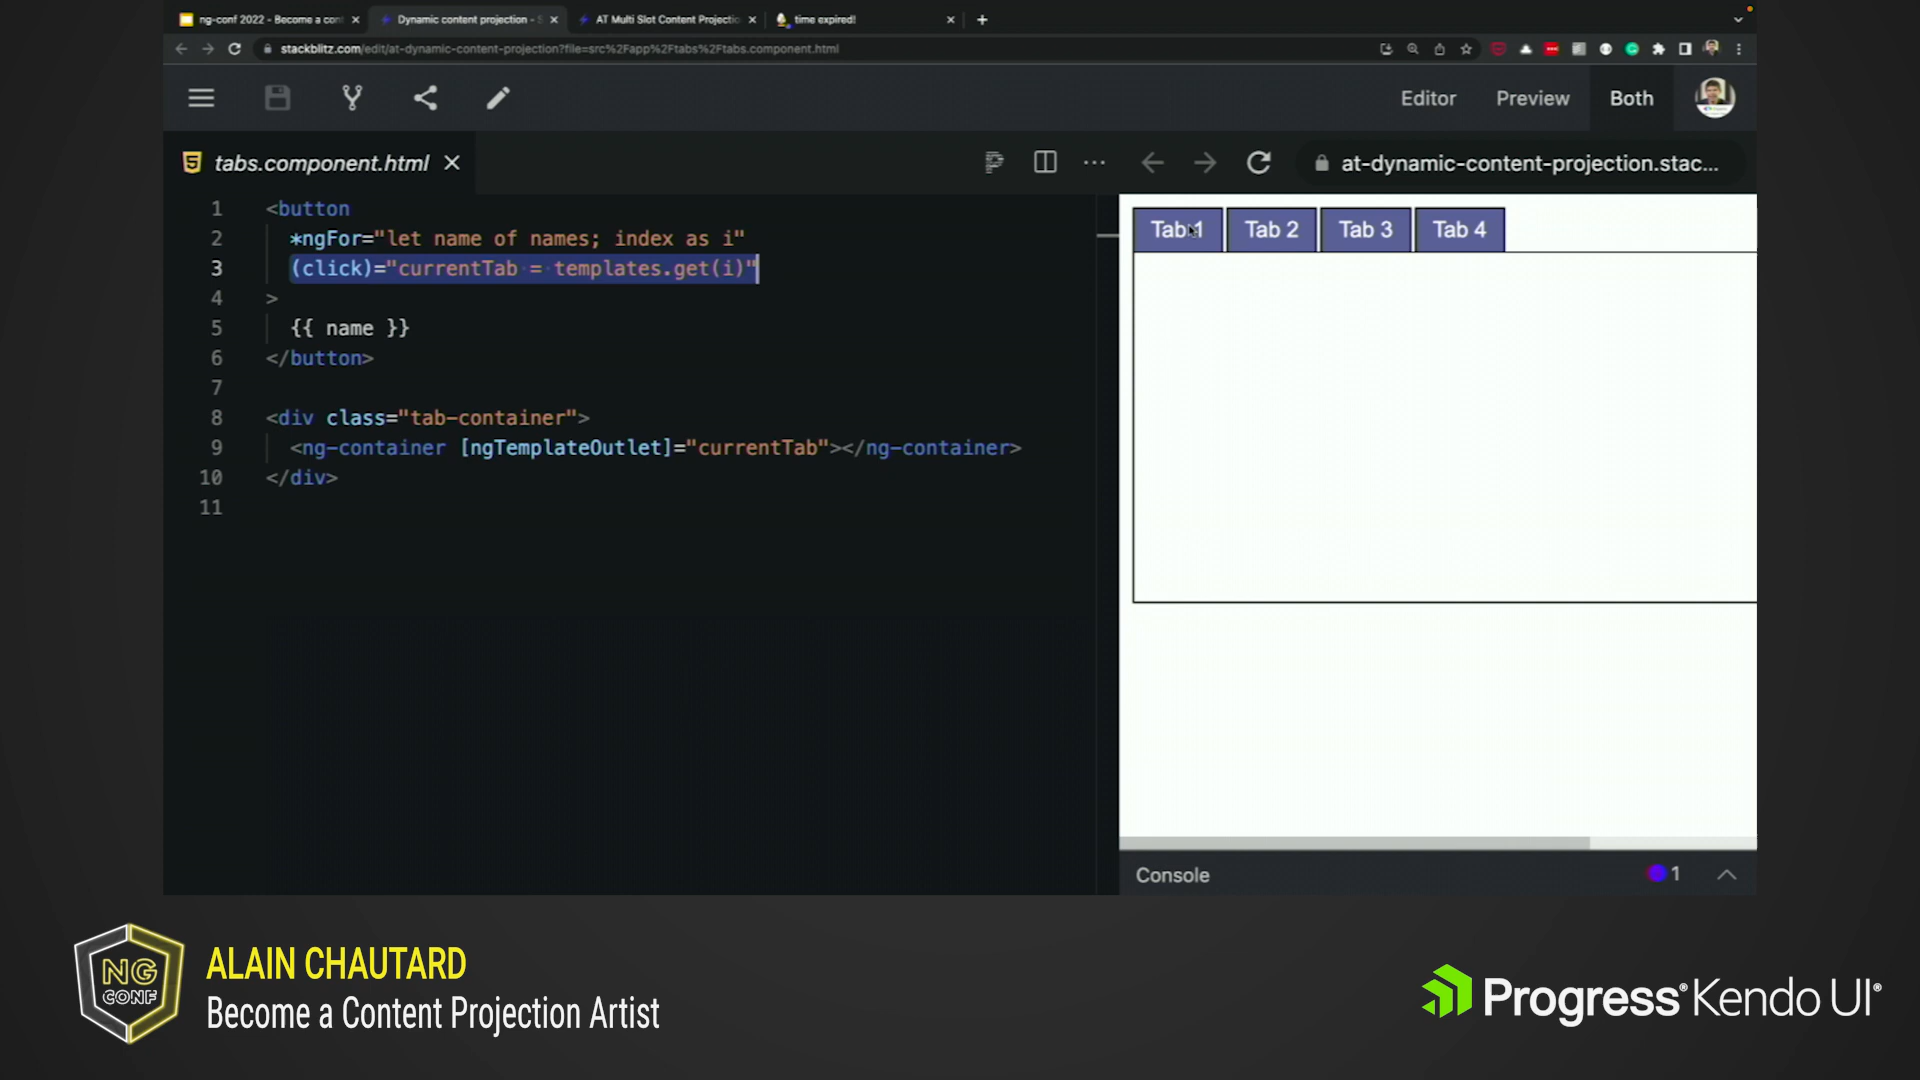 ng-conf 2022 - Become a con
Dynamic content projection - S
AT Multi Slot Content Projectio
time expired!
stackblitz.com/edit/at-dynamic-content-projection?file=src%2Fapp%2Ftabs%2Ftabs.component.html
Editor
Preview
Both
tabs.component.html
at-dynamic-content-projection.stac...
1 <button
2 *ngFor="let name of names; index as i"
3 (click)="currentTab = templates.get(i)"
4 >
5 {{ name }}
6 </button>
7
8 <div class="tab-container">
9 <ng-container [ngTemplateOutlet]="currentTab"></ng-container>
10 </div>
11
Tab 1
Tab 2
Tab 3
Tab 4
Console
1
NG
CONF
ALAIN CHAUTARD
Become a Content Projection Artist
Progress® Kendo UI®